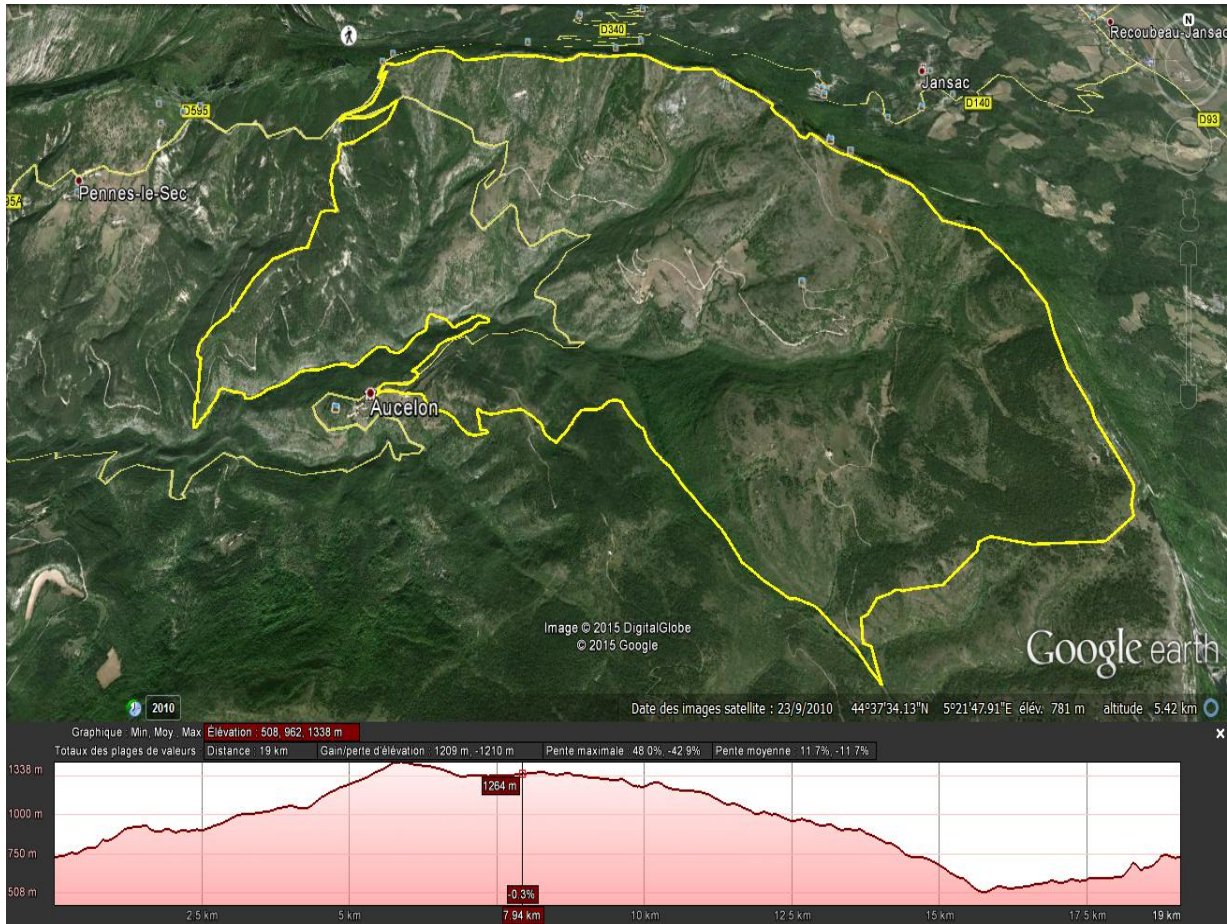 D340
N
Recoubeau-Jansac
Jansac
D140
D93
D595
Pennes-le-Sec
95A
Aucelon
Image © 2015 DigitalGlobe
© 2015 Google
Google earth
2010
Date des images satellite : 23/9/2010 44°37'34.13"N 5°21'47.91"E élév. 781 m altitude 5.42 km
Graphique : Min, Moy, Max Élévation : 508, 962, 1338 m
x
Totaux des plages de valeurs : Distance : 19 km Gain/perte d'élévation : 1209 m, -1210 m Pente maximale : 48.0%, -42.9% Pente moyenne : 11.7%, -11.7%
1338 m
1264 m
1000 m
750 m
508 m
-0.3%
2.5 km 5 km 7.94 km 10 km 12.5 km 15 km 17.5 km 19 km